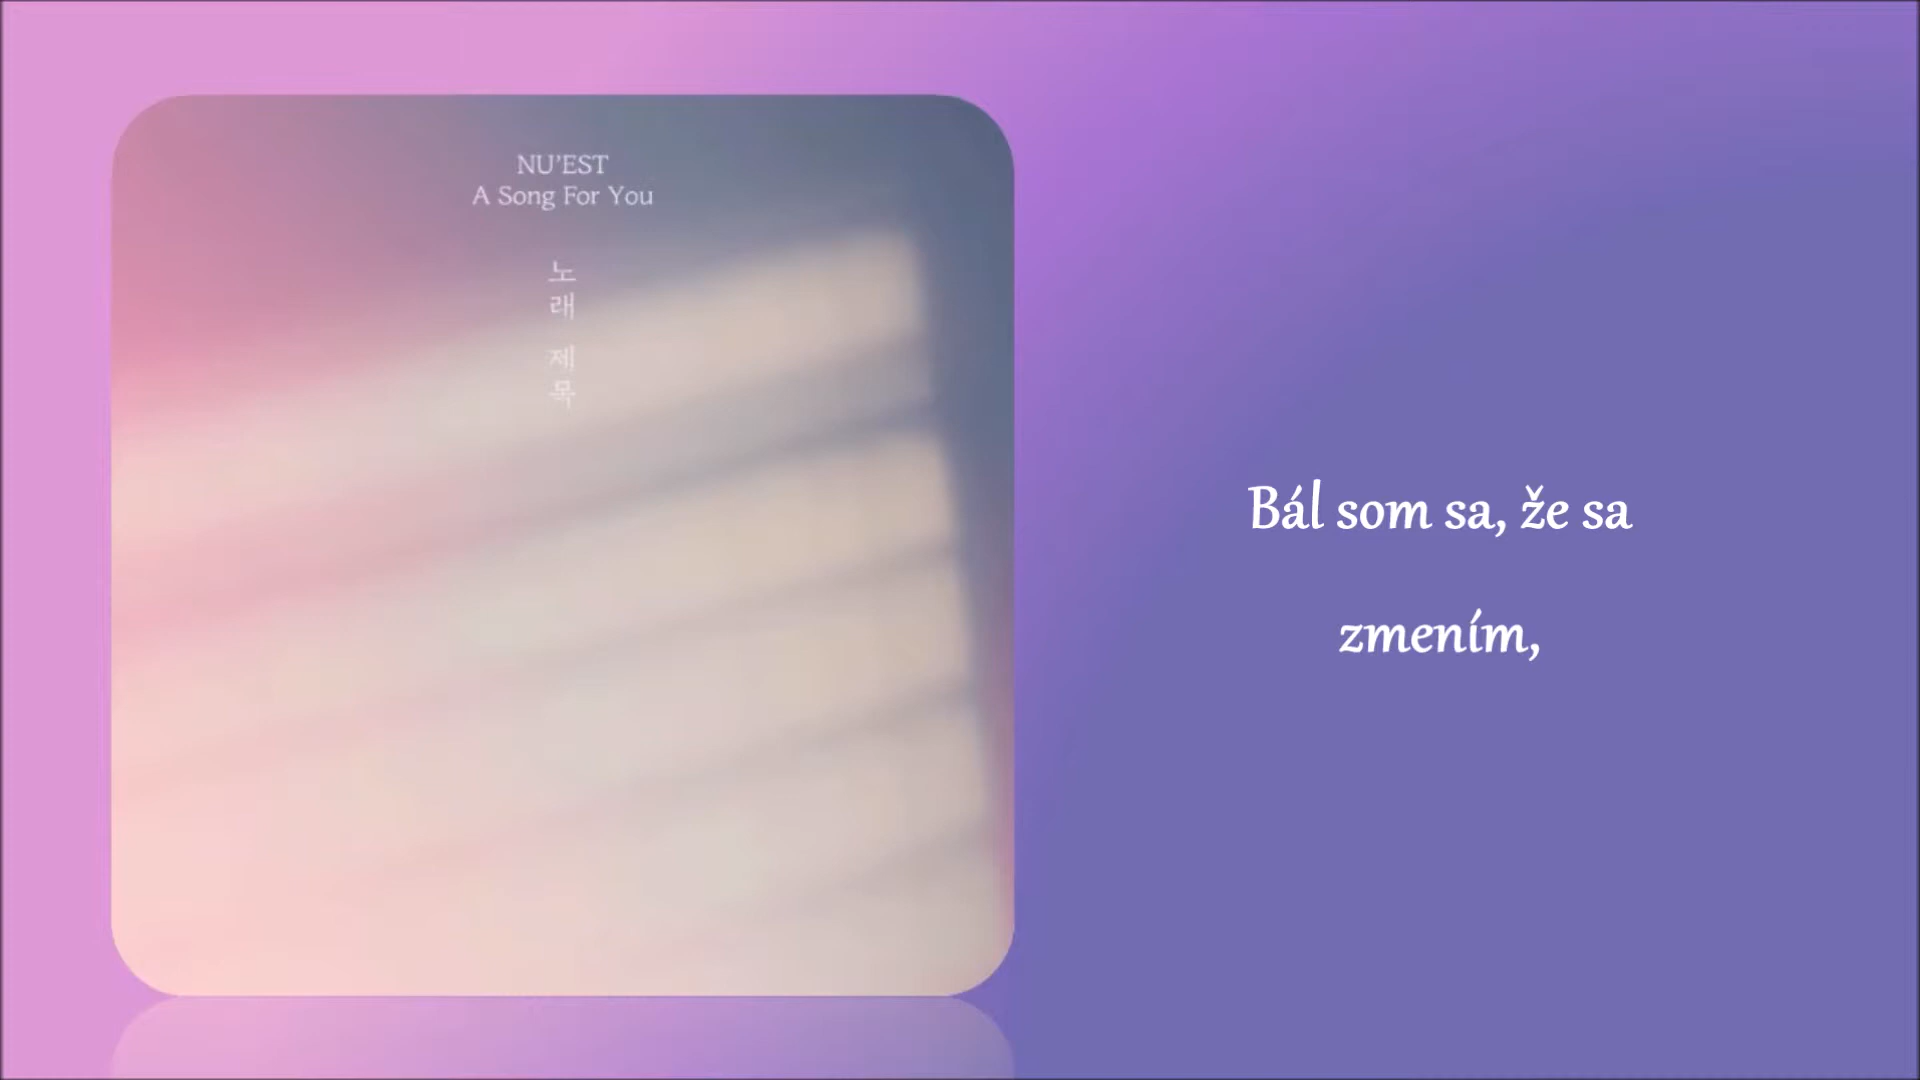 NU'EST
A Song For You
노
래
제
목
Bál som sa, že sa
zmením,